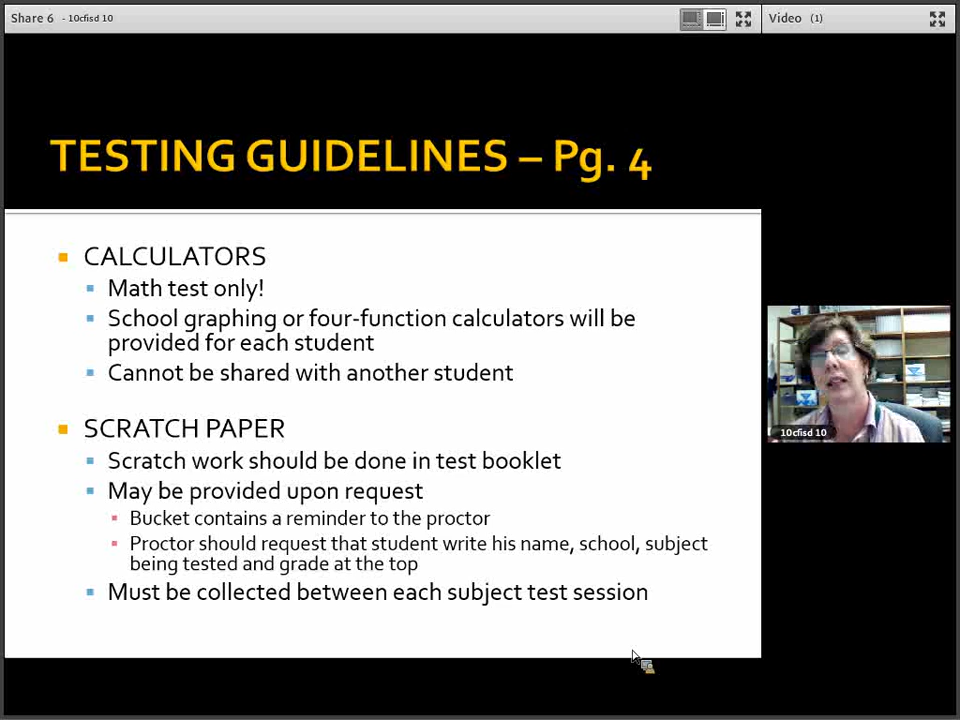 Share 6 - 10cfisd 10
Video (1)
TESTING GUIDELINES – Pg. 4
CALCULATORS
Math test only!
School graphing or four-function calculators will be
provided for each student
Cannot be shared with another student
SCRATCH PAPER
Scratch work should be done in test booklet
May be provided upon request
Bucket contains a reminder to the proctor
Proctor should request that student write his name, school, subject
being tested and grade at the top
Must be collected between each subject test session
10cfisd 10